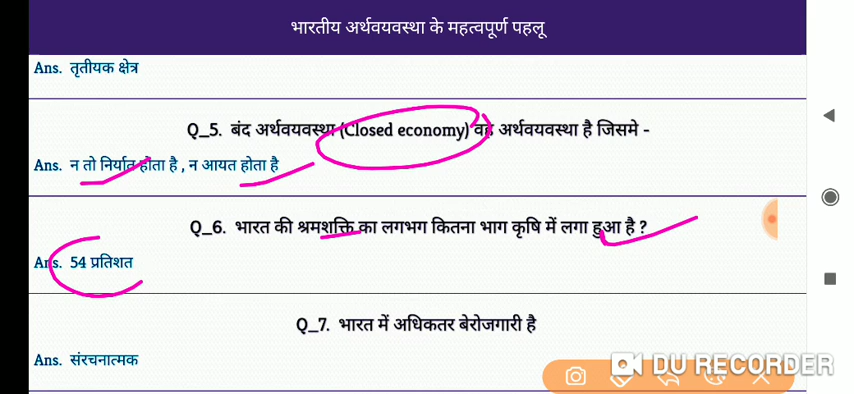 भारतीय अर्थवयवस्था के महत्वपूर्ण पहलू
Ans. तृतीयक क्षेत्र
Q_5. बंद अर्थवयवस्था (Closed economy) वह अर्थवयवस्था है जिसमे -
Ans. न तो निर्यात होता है , न आयत होता है
Q_6. भारत की श्रमशक्ति का लगभग कितना भाग कृषि में लगा हुआ है ?
Ans. 54 प्रतिशत
Q_7. भारत में अधिकतर बेरोजगारी है
Ans. संरचनात्मक
DU RECORDER